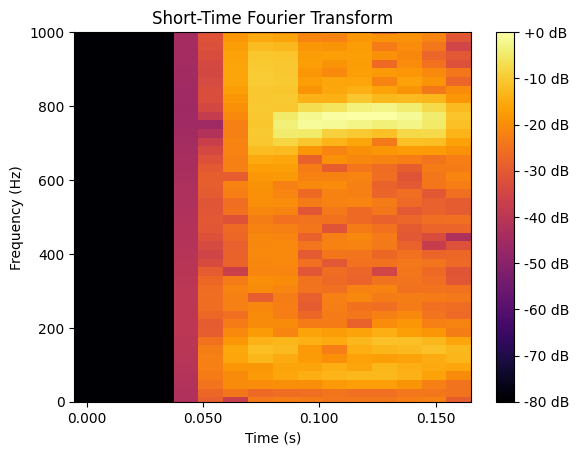 Short-Time Fourier Transform
1000
800
600
400
200
0
Frequency (Hz)
0.000
0.050
0.100
0.150
Time (s)
+0 dB
-10 dB
-20 dB
-30 dB
-40 dB
-50 dB
-60 dB
-70 dB
-80 dB